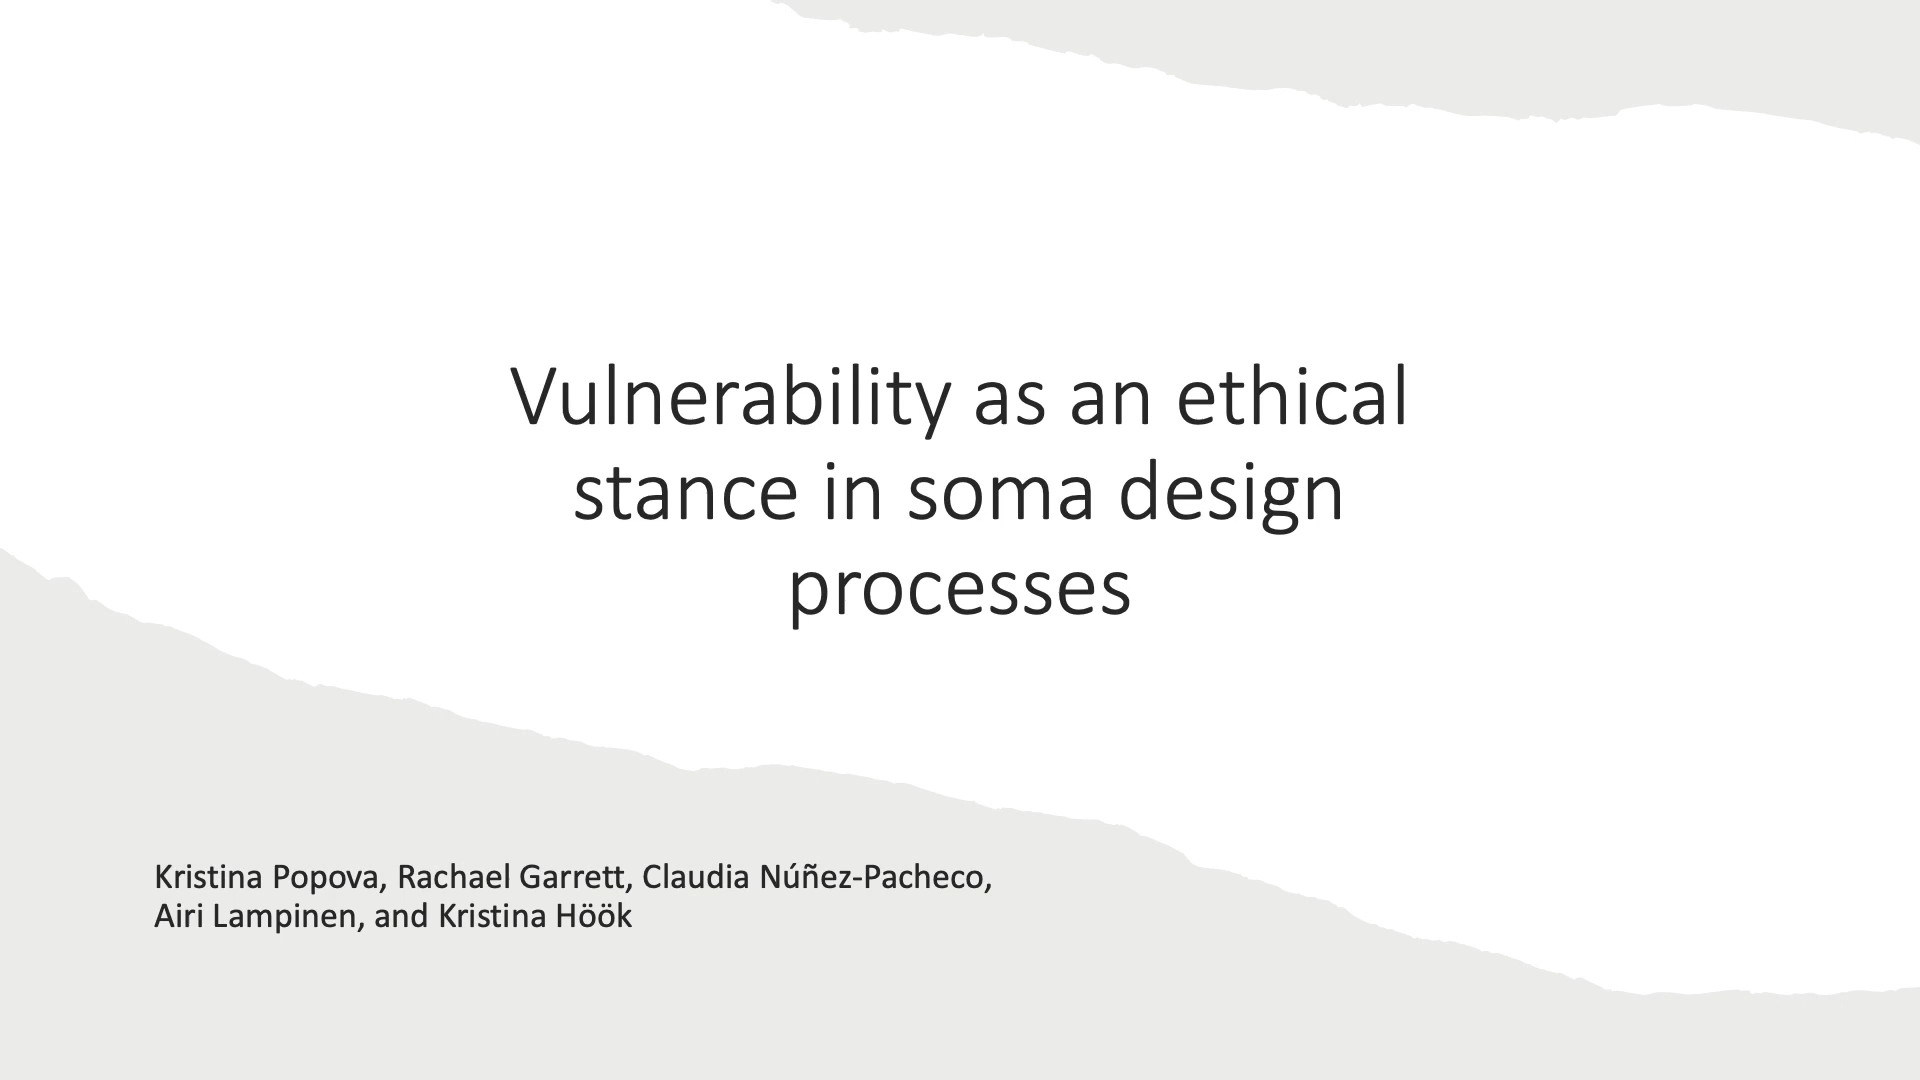 Vulnerability as an ethical
stance in soma design
processes
Kristina Popova, Rachael Garrett, Claudia Núñez-Pacheco,
Airi Lampinen, and Kristina Höök